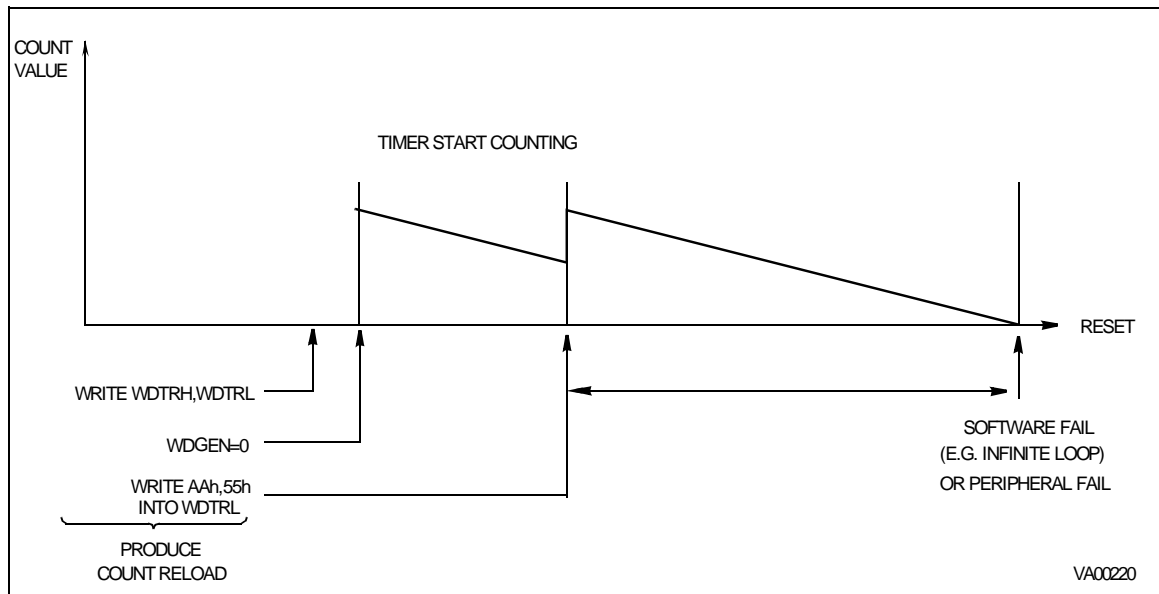 COUNT
VALUE
TIMER START COUNTING
RESET
WRITE WDTRH,WDTRL
WDGEN=0
WRITE AAh,55h
INTO WDTRL
PRODUCE
COUNT RELOAD
SOFTWARE FAIL
(E.G. INFINITE LOOP)
OR PERIPHERAL FAIL
VA00220